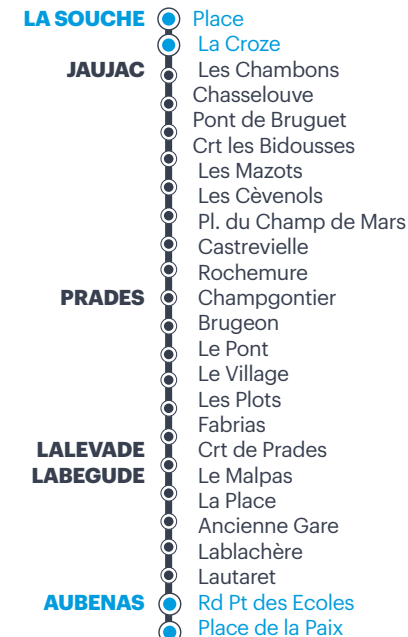 LA SOUCHE Place
La Croze
JAUJAC Les Chambons
Chasselouve
Pont de Bruguet
Crt les Bidousses
Les Mazots
Les Cèvenols
Pl. du Champ de Mars
Castrevielle
Rochemure
PRADES Champgontier
Brugeon
Le Pont
Le Village
Les Plots
Fabrias
LALEVADE Crt de Prades
LABEGUDE Le Malpas
La Place
Ancienne Gare
Lablachère
Lautaret
AUBENAS Rd Pt des Ecoles
Place de la Paix